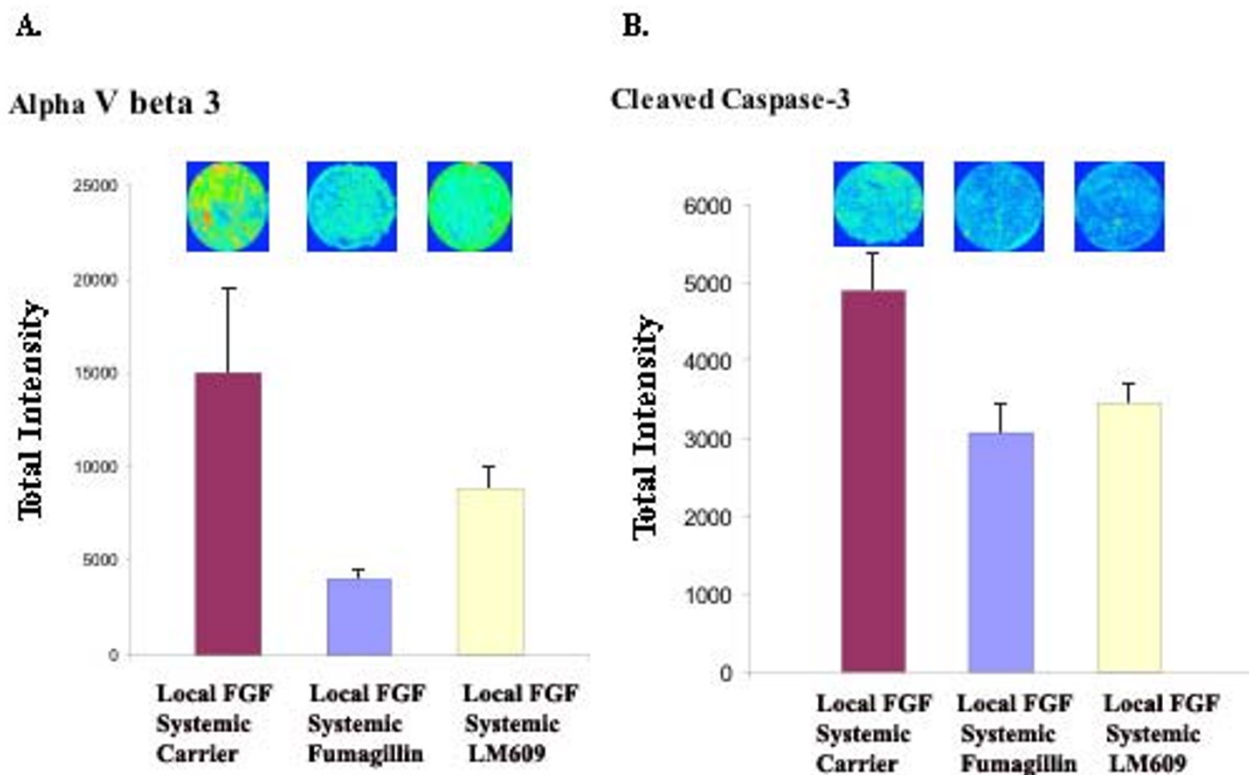 A.
Alpha V beta 3
25000
20000
15000
10000
5000
0
Total Intensity
Local FGF
Systemic
Carrier
Local FGF
Systemic
Fumagillin
Local FGF
Systemic
LM609
B.
Cleaved Caspase-3
6000
5000
4000
3000
2000
1000
0
Total Intensity
Local FGF
Systemic
Carrier
Local FGF
Systemic
Fumagillin
Local FGF
Systemic
LM609